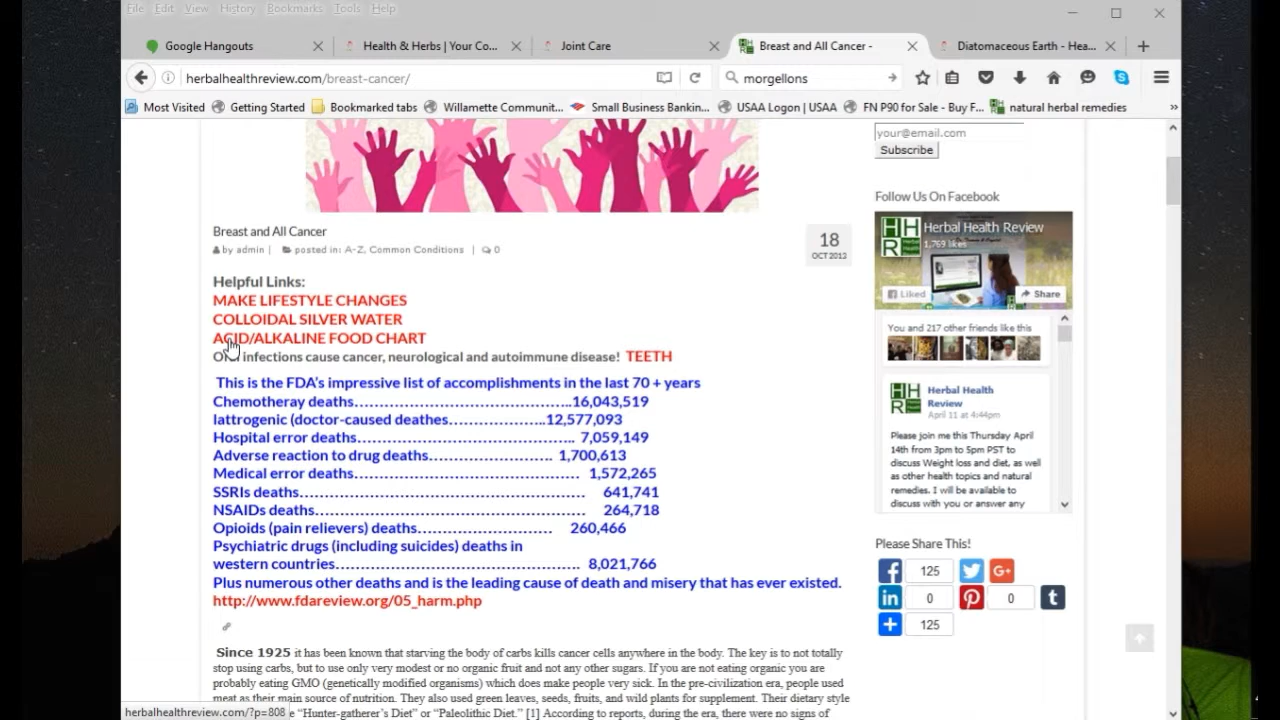 File Edit View History Bookmarks Tools Help
Google Hangouts
Health & Herbs | Your Co...
Joint Care
Breast and All Cancer -
Diatomaceous Earth - Hea...
herbalhealthreview.com/breast-cancer/
morgellons
Most Visited
Getting Started
Bookmarked tabs
Willamette Communit...
Small Business Bankin...
USAA Logon | USAA
FN P90 for Sale - Buy F...
natural herbal remedies
your@email.com
Subscribe
Follow Us On Facebook
HHR
Herbal Health Review
1,769 likes
Liked
Share
You and 217 other friends like this
Herbal Health
Review
April 11 at 4:44pm
Please join me this Thursday April
14th from 3pm to 5pm PST to
discuss Weight loss and diet, as well
as other health topics and natural
remedies. I will be available to
discuss with you or answer any
Please Share This!
125
0
0
125
Breast and All Cancer
by admin | posted in: A-Z, Common Conditions | 0
18
OCT 2013
Helpful Links:
MAKE LIFESTYLE CHANGES
COLLOIDAL SILVER WATER
ACID/ALKALINE FOOD CHART
infections cause cancer, neurological and autoimmune disease! TEETH
This is the FDA's impressive list of accomplishments in the last 70 + years
Chemotheray deaths…………………………………..16,043,519
Iattrogenic (doctor-caused deathes………………..12,577,093
Hospital error deaths………………………………….. 7,059,149
Adverse reaction to drug deaths……………………. 1,700,613
Medical error deaths…………………………………… 1,572,265
SSRIs deaths……………………………………………… 641,741
NSAIDs deaths…………………………………………… 264,718
Opioids (pain relievers) deaths…………………….. 260,466
Psychiatric drugs (including suicides) deaths in
western countries……………………………………… 8,021,766
Plus numerous other deaths and is the leading cause of death and misery that has ever existed.
http://www.fdareview.org/05_harm.php
Since 1925 it has been known that starving the body of carbs kills cancer cells anywhere in the body. The key is to not totally
stop using carbs, but to use only very modest or no organic fruit and not any other sugars. If you are not eating organic you are
probably eating GMO (genetically modified organisms) which does make people very sick. In the pre-civilization era, people used
meat as their main source of nutrition. They also used green leaves, seeds, fruits, and wild plants for supplement. Their dietary style
"Hunter-gatherer's Diet" or "Paleolithic Diet." [1] According to reports, during the era, there were no signs of
herbalhealthreview.com/?p=808